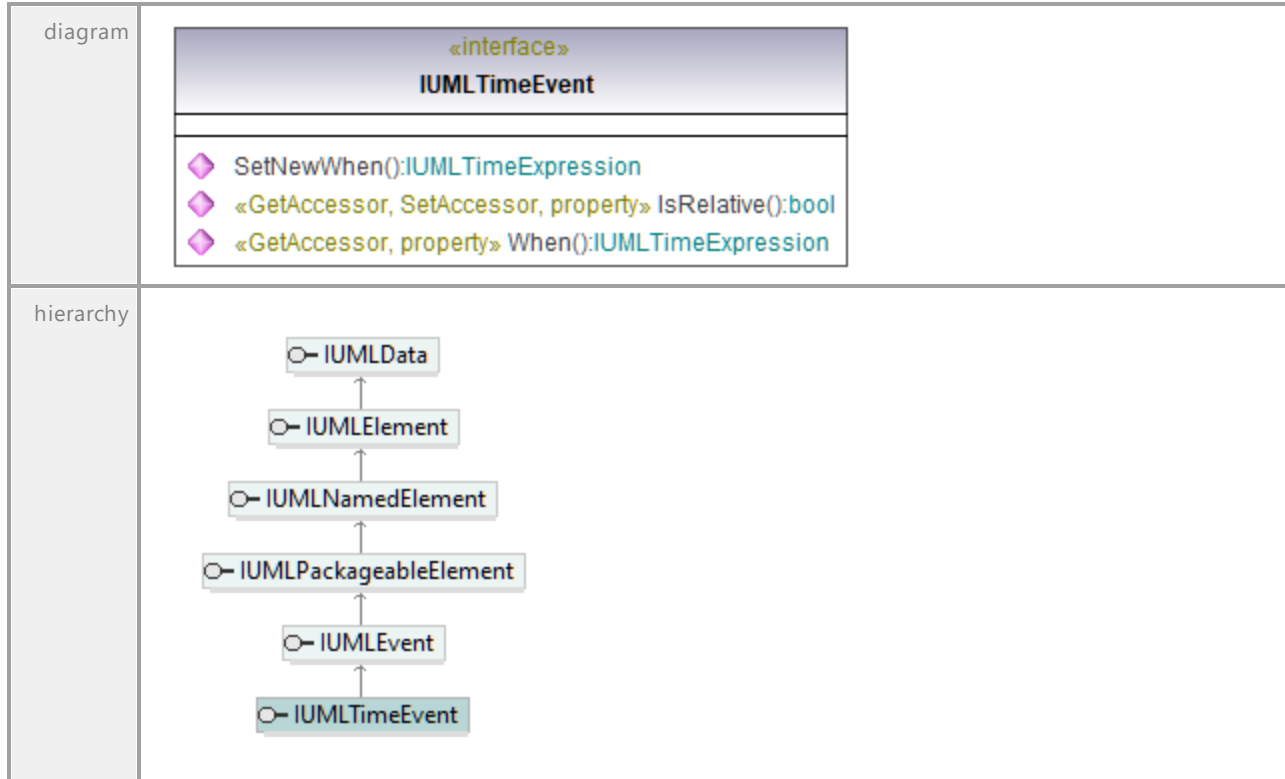 diagram
«interface»
IUMLTimeEvent
SetNewWhen():IUMLTimeExpression
«GetAccessor, SetAccessor, property» IsRelative():bool
«GetAccessor, property» When():IUMLTimeExpression
hierarchy
IUMLData
IUMLElement
IUMLNamedElement
IUMLPackageableElement
IUMLEvent
IUMLTimeEvent